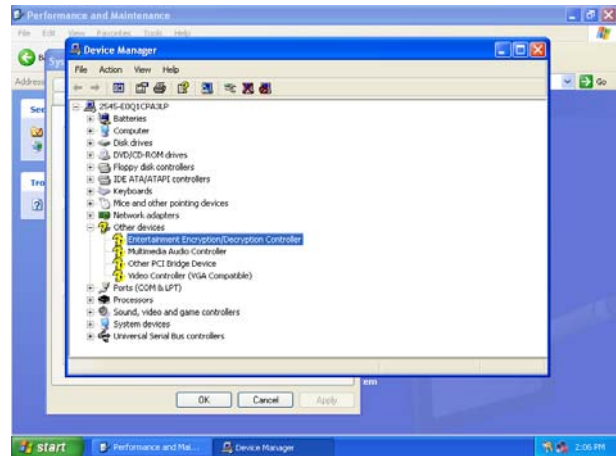 Performance and Maintenance
File Edit View Favorites Tools Help
Device Manager
File Action View Help
Address
Go
2545-E0Q1CPA3LP
Batteries
Computer
Disk drives
DVD/CD-ROM drives
Floppy disk controllers
IDE ATA/ATAPI controllers
Keyboards
Mice and other pointing devices
Network adapters
Other devices
Entertainment Encryption/Decryption Controller
Multimedia Audio Controller
Other PCI Bridge Device
Video Controller (VGA Compatible)
Ports (COM & LPT)
Processors
Sound, video and game controllers
System devices
Universal Serial Bus controllers
Sys
See
Tro
em
OK Cancel Apply
start Performance and Mai... Device Manager 2:06 PM